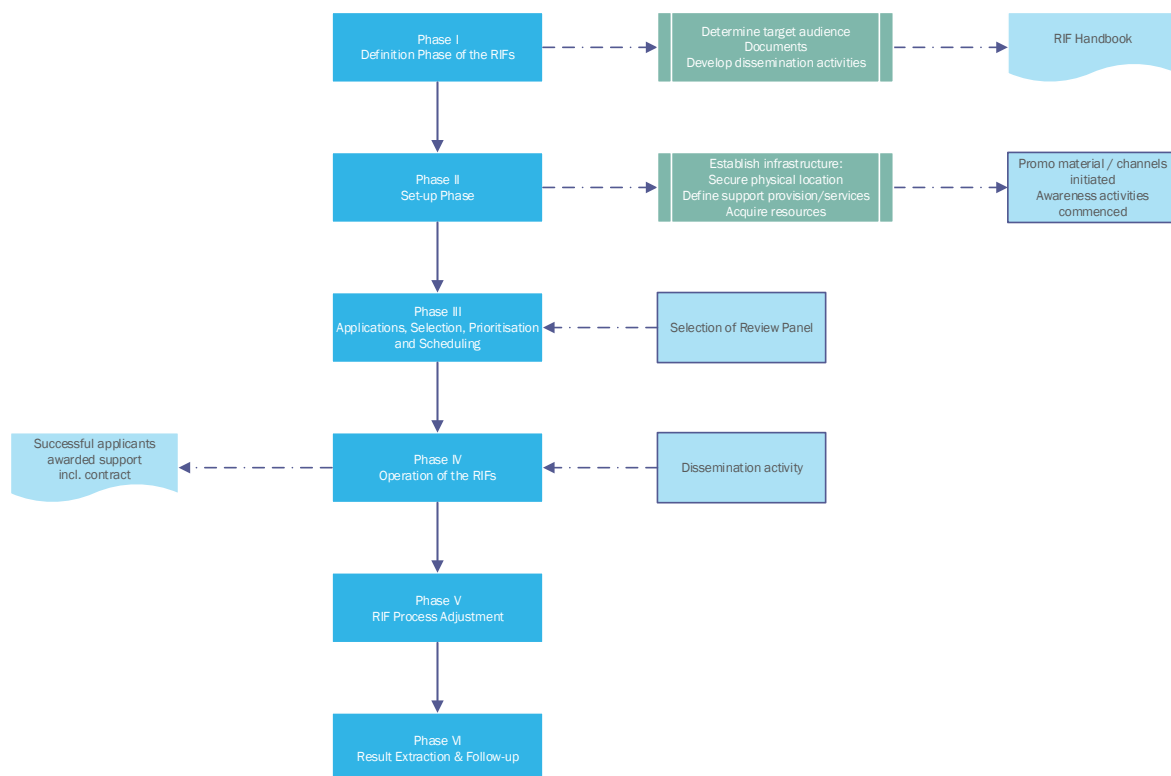 Phase I
Definition Phase of the RIFs
Determine target audience
Documents
Develop dissemination activities
RIF Handbook
Phase II
Set-up Phase
Establish infrastructure:
Secure physical location
Define support provision/services
Acquire resources
Promo material / channels
initiated
Awareness activities
commenced
Phase III
Applications, Selection, Prioritisation
and Scheduling
Selection of Review Panel
Successful applicants
awarded support
incl. contract
Phase IV
Operation of the RIFs
Dissemination activity
Phase V
RIF Process Adjustment
Phase VI
Result Extraction & Follow-up